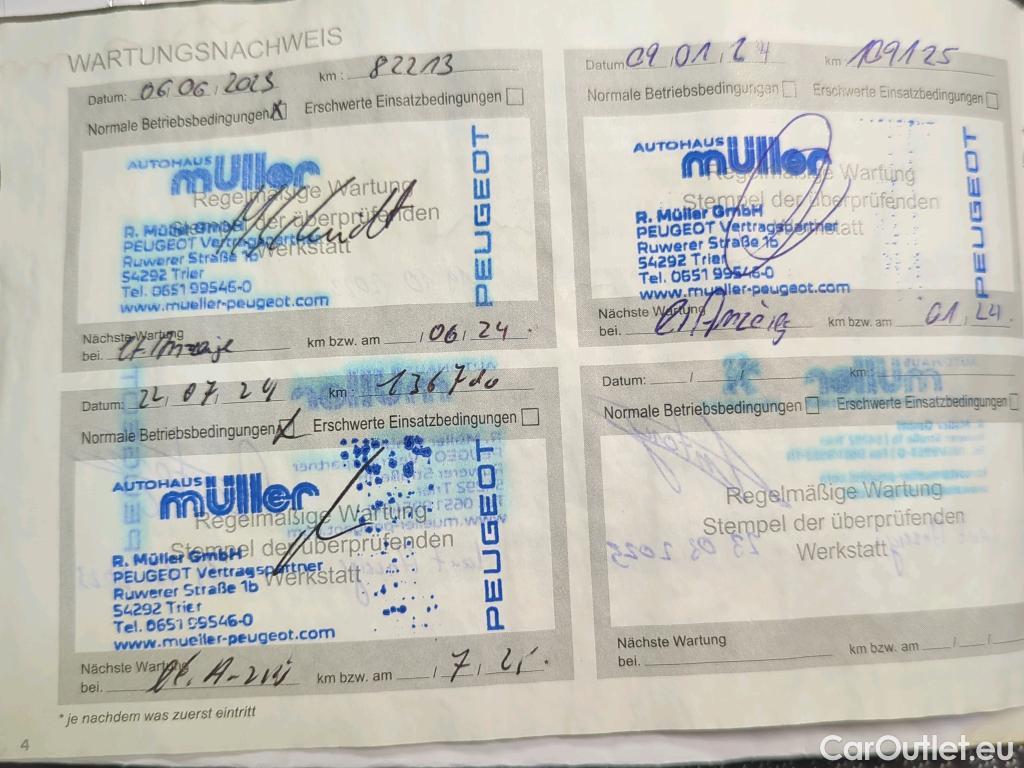 WARTUNGSNACHWEIS
Datum: 06.06.2023 km: 82213
Normale Betriebsbedingungen Erschwerte Einsatzbedingungen
AUTOHAUS müller
PEUGEOT
Regelmäßige Wartung
Stempel der überprüfenden
Werkstatt
R. Müller GmbH
PEUGEOT Vertragspartner
Ruwerer Straße 1b
54292 Trier
Tel. 0651 99546-0
www.mueller-peugeot.com
Nächste Wartung
bei. km bzw. am 06.24
Datum 09.01.24 km 109125
Normale Betriebsbedingungen Erschwerte Einsatzbedingungen
AUTOHAUS müller
PEUGEOT
Regelmäßige Wartung
Stempel der überprüfenden
Werkstatt
R. Müller GmbH
PEUGEOT Vertragspartner
Ruwerer Straße 1b
54292 Trier
Tel. 0651 99546-0
www.mueller-peugeot.com
Nächste Wartung
bei. km bzw. am 01.24.
Datum: 22.07.24 km:
Normale Betriebsbedingungen Erschwerte Einsatzbedingungen
AUTOHAUS müller
PEUGEOT
Regelmäßige Wartung
Stempel der überprüfenden
Werkstatt
R. Müller GmbH
PEUGEOT Vertragspartner
Ruwerer Straße 1b
54292 Trier
Tel. 0651 99546-0
www.mueller-peugeot.com
Nächste Wartung
bei. km bzw. am 7.25.
Datum: / / km:
Normale Betriebsbedingungen Erschwerte Einsatzbedingungen
Regelmäßige Wartung
Stempel der überprüfenden
Werkstatt
Nächste Wartung
bei. km bzw. am / /
* je nachdem was zuerst eintritt
4
CarOutlet.eu